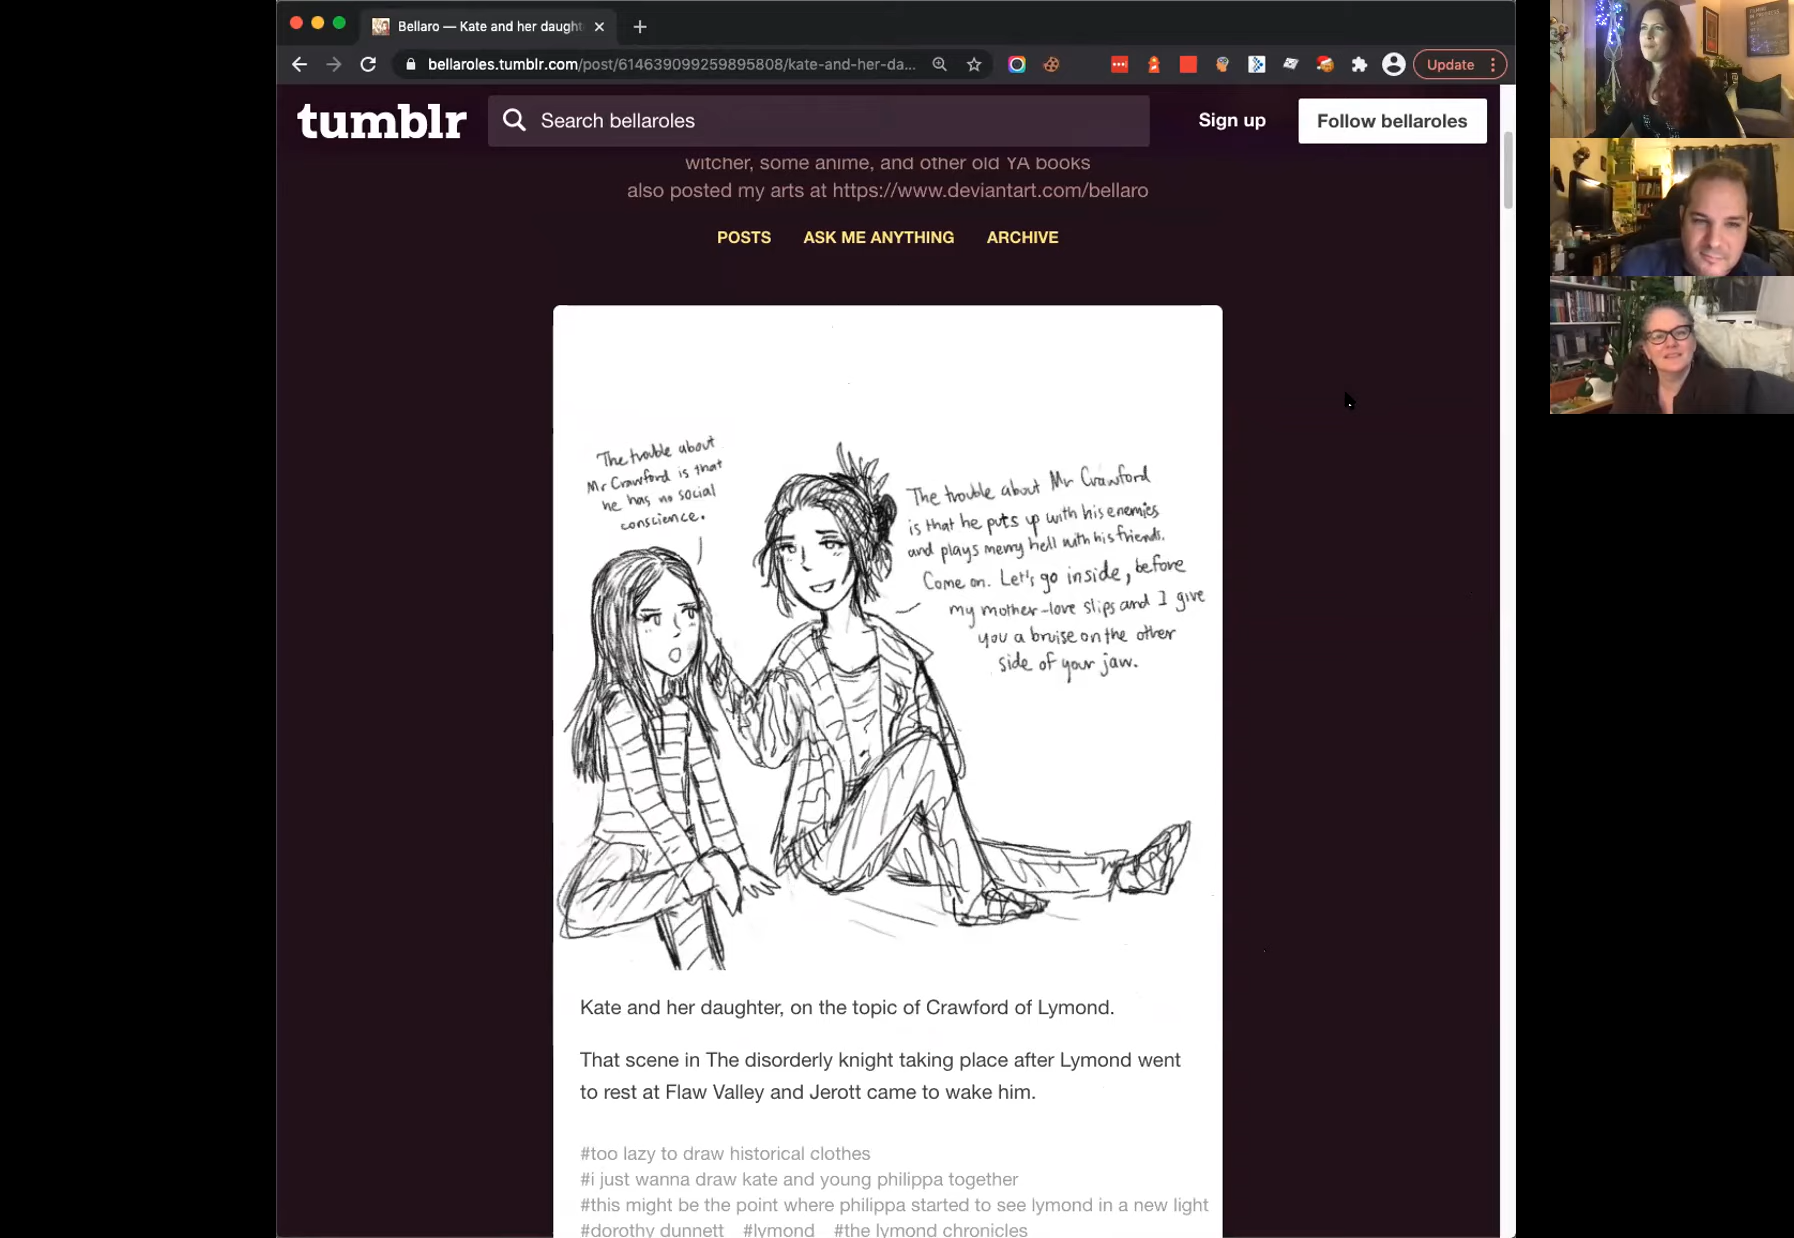 Bellaro — Kate and her daught
bellaroles.tumblr.com/post/614639099259895808/kate-and-her-da...
Update
tumblr
Search bellaroles
Sign up
Follow bellaroles
witcher, some anime, and other old YA books
also posted my arts at https://www.deviantart.com/bellaro
POSTS ASK ME ANYTHING ARCHIVE
The trouble about
Mr Crawford is that
he has no social
conscience.
The trouble about Mr Crawford
is that he puts up with his enemies
and plays merry hell with his friends.
Come on. Let's go inside, before
my mother-love slips and I give
you a bruise on the other
side of your jaw.
Kate and her daughter, on the topic of Crawford of Lymond.
That scene in The disorderly knight taking place after Lymond went
to rest at Flaw Valley and Jerott came to wake him.
#too lazy to draw historical clothes
#i just wanna draw kate and young philippa together
#this might be the point where philippa started to see lymond in a new light
#dorothy dunnett #lymond #the lymond chronicles